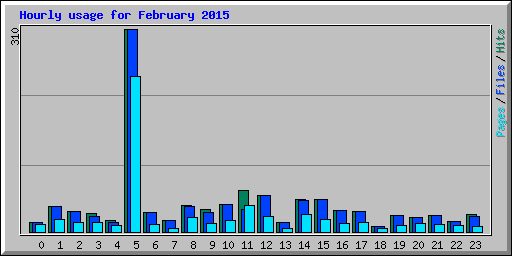 Hourly usage for February 2015
310
Pages / Files / Hits
0 1 2 3 4 5 6 7 8 9 10 11 12 13 14 15 16 17 18 19 20 21 22 23